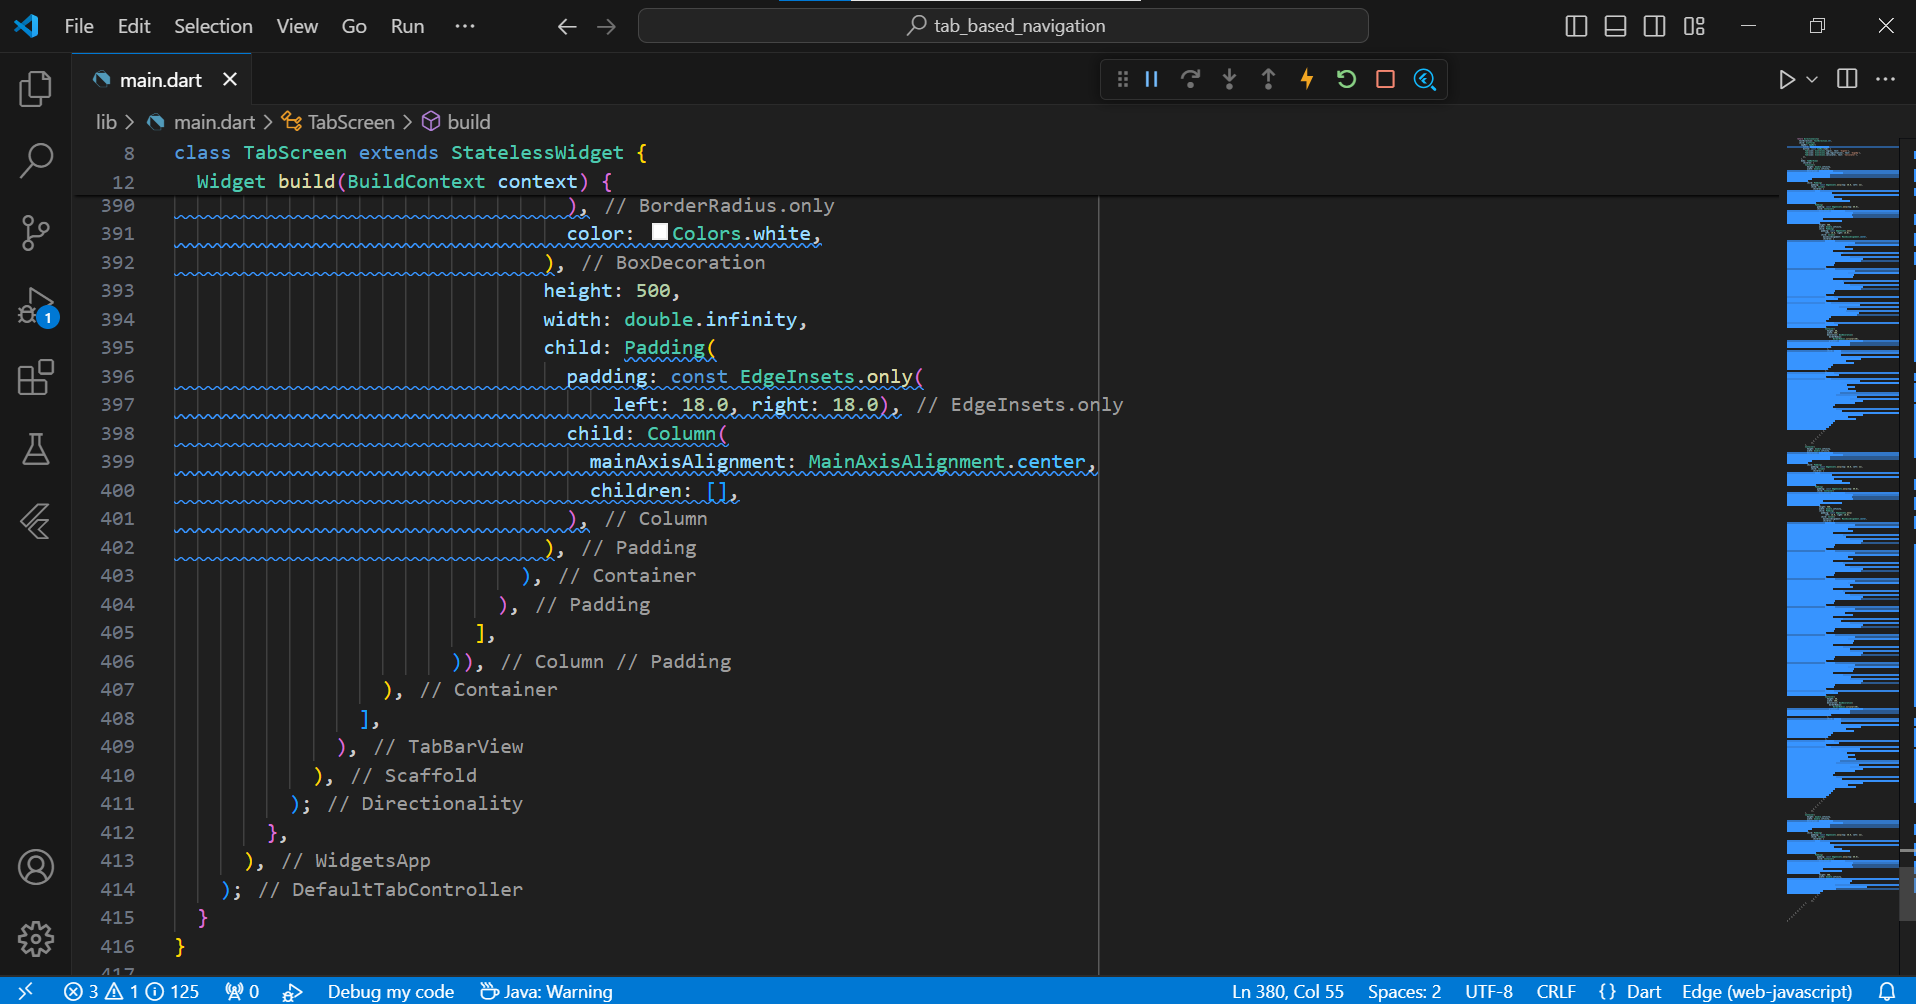 File Edit Selection View Go Run ··· tab_based_navigation
main.dart
lib > main.dart > TabScreen > build
8 class TabScreen extends StatelessWidget {
12 Widget build(BuildContext context) {
390 ), // BorderRadius.only
391 color: Colors.white,
392 ), // BoxDecoration
393 height: 500,
394 width: double.infinity,
395 child: Padding(
396 padding: const EdgeInsets.only(
397 left: 18.0, right: 18.0), // EdgeInsets.only
398 child: Column(
399 mainAxisAlignment: MainAxisAlignment.center,
400 children: [],
401 ), // Column
402 ), // Padding
403 ), // Container
404 ), // Padding
405 ],
406 )), // Column // Padding
407 ), // Container
408 ],
409 ), // TabBarView
410 ), // Scaffold
411 ); // Directionality
412 },
413 ), // WidgetsApp
414 ); // DefaultTabController
415 }
416 }
417
1
3 1 125 0 Debug my code Java: Warning Ln 380, Col 55 Spaces: 2 UTF-8 CRLF {} Dart Edge (web-javascript)